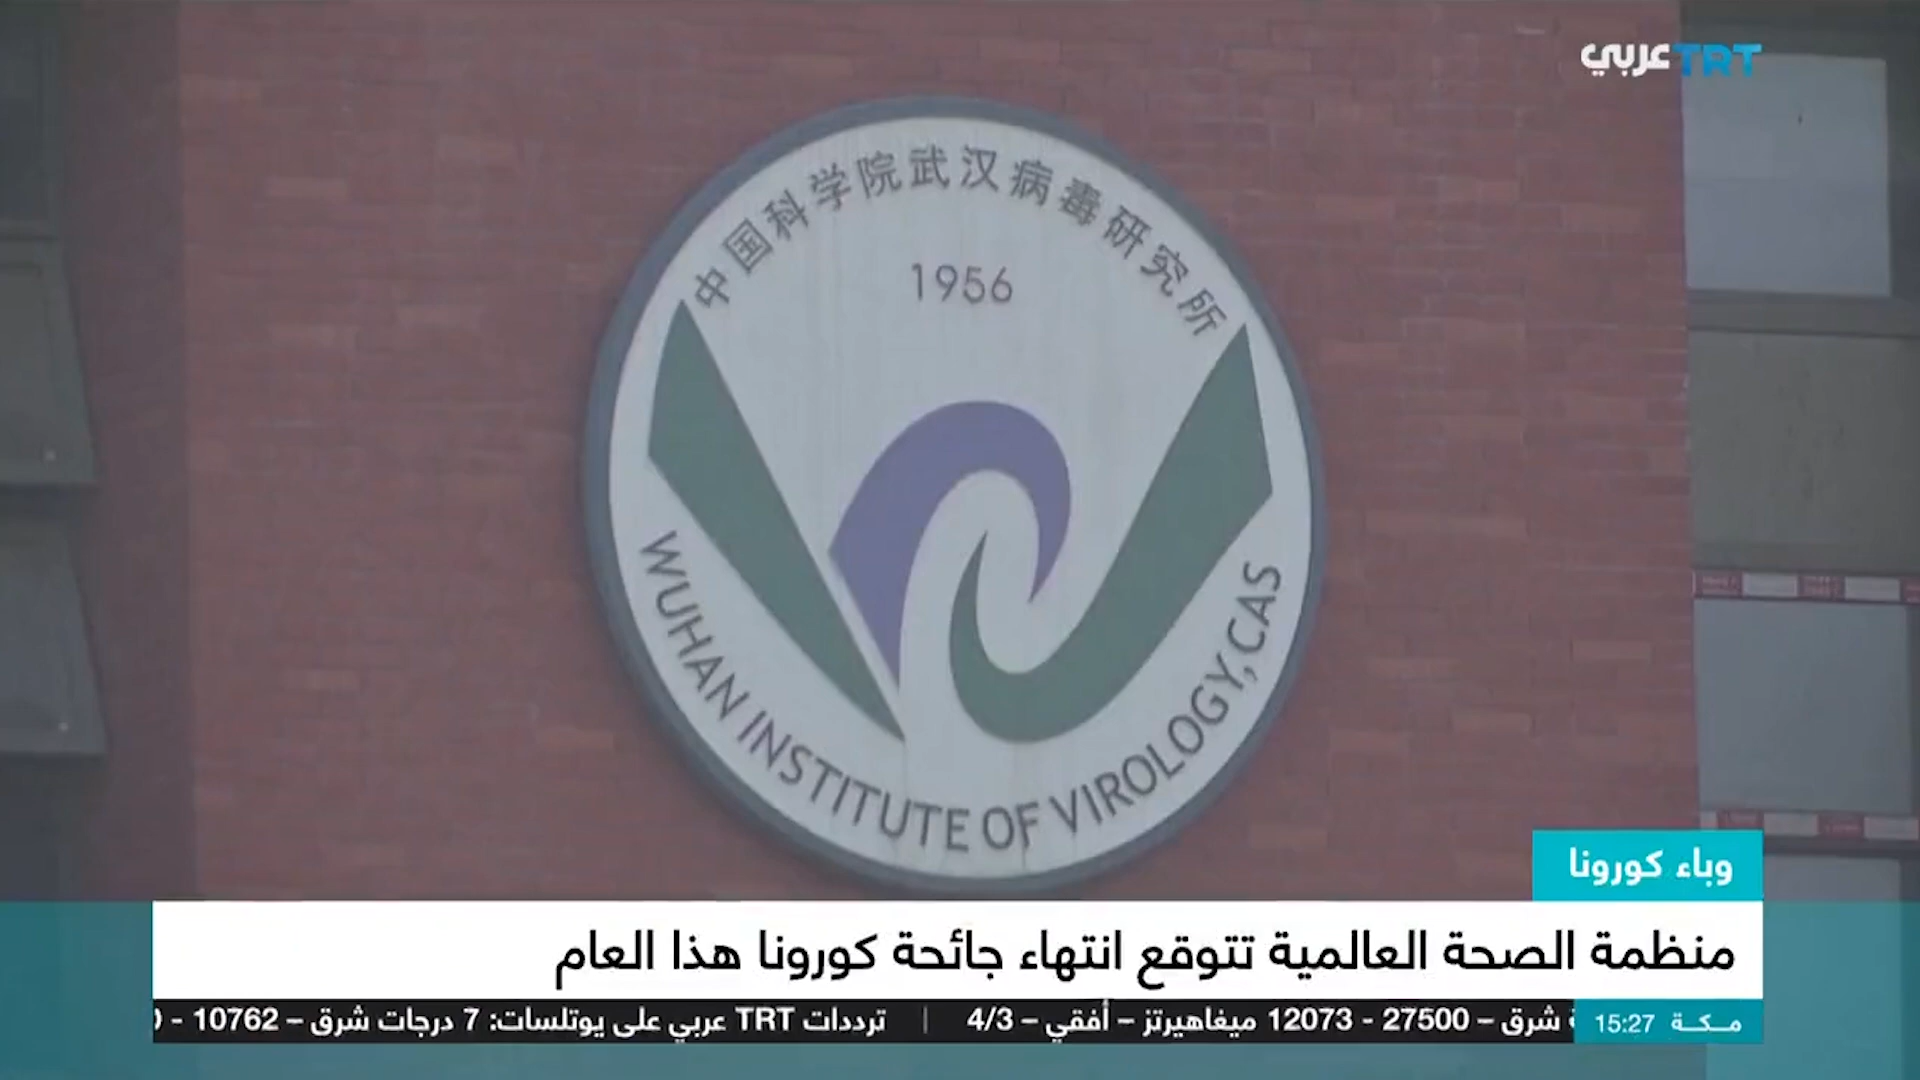 TRT عربي
中国科学院武汉病毒研究所
1956
WUHAN INSTITUTE OF VIROLOGY, CAS
وباء كورونا
منظمة الصحة العالمية تتوقع انتهاء جائحة كورونا هذا العام
مكة 15:27
شرق – 27500 - 12073 ميغاهيرتز – أفقي – 4/3 | ترددات TRT عربي على يوتلسات: 7 درجات شرق – 10762 -